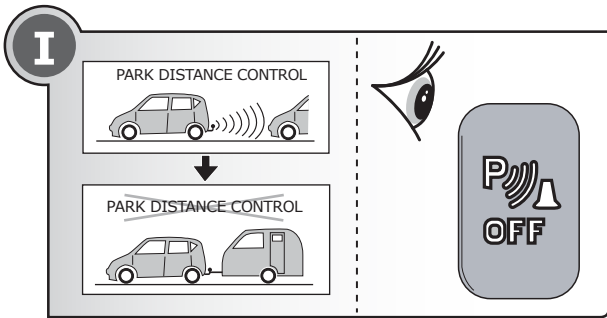 I
PARK DISTANCE CONTROL
PARK DISTANCE CONTROL
P
OFF